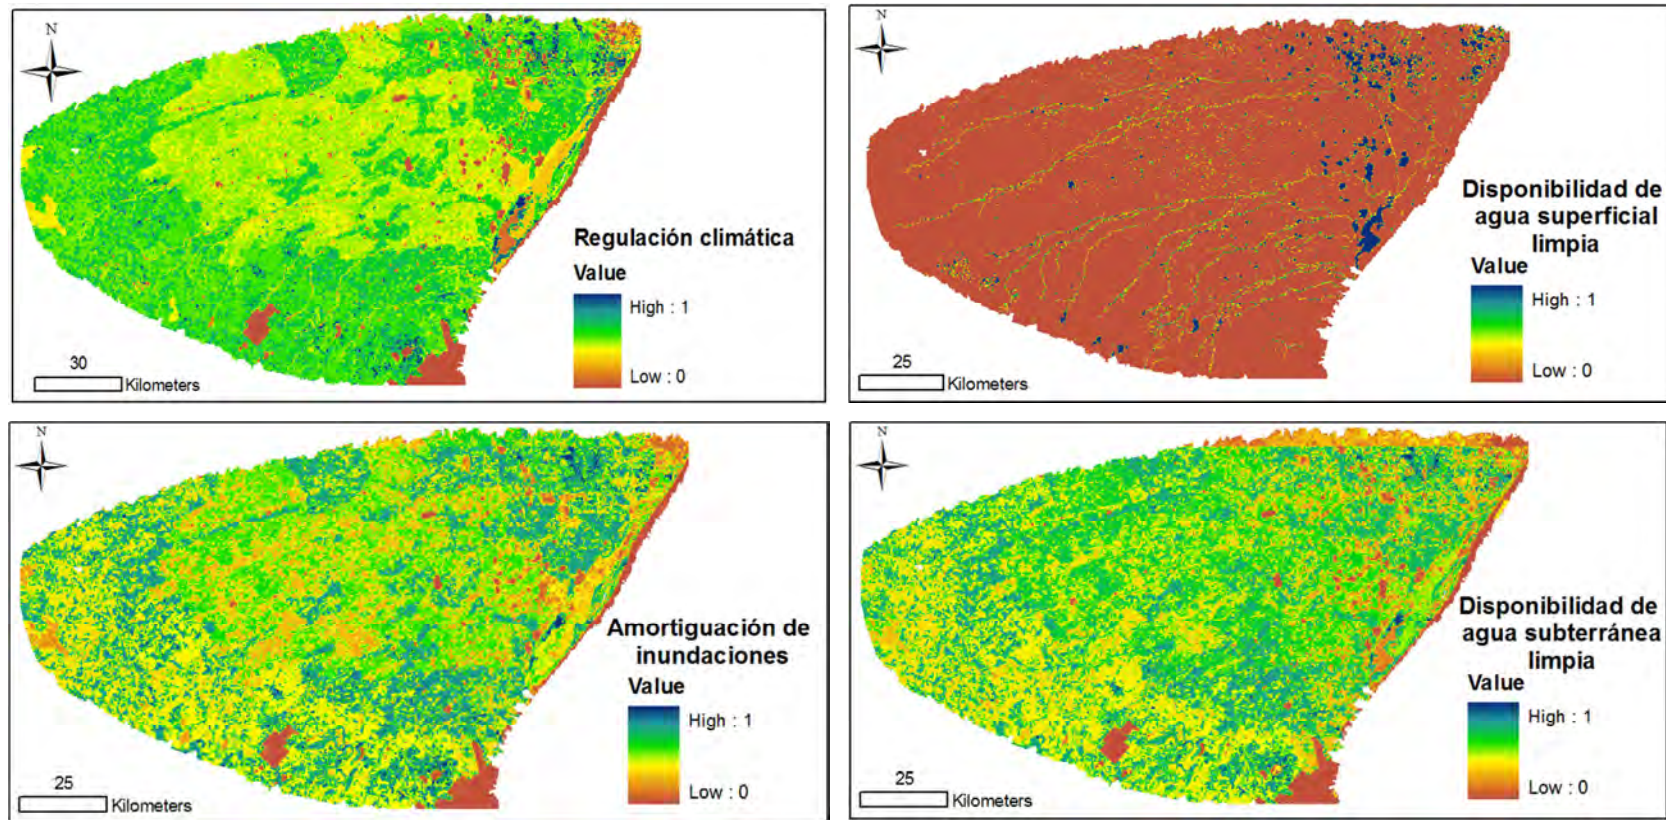 N
Regulación climática
Value
High : 1
Low : 0
30
Kilometers
N
Disponibilidad de
agua superficial
limpia
Value
High : 1
Low : 0
25
Kilometers
N
Amortiguación de
inundaciones
Value
High : 1
Low : 0
25
Kilometers
N
Disponibilidad de
agua subterránea
limpia
Value
High : 1
Low : 0
25
Kilometers